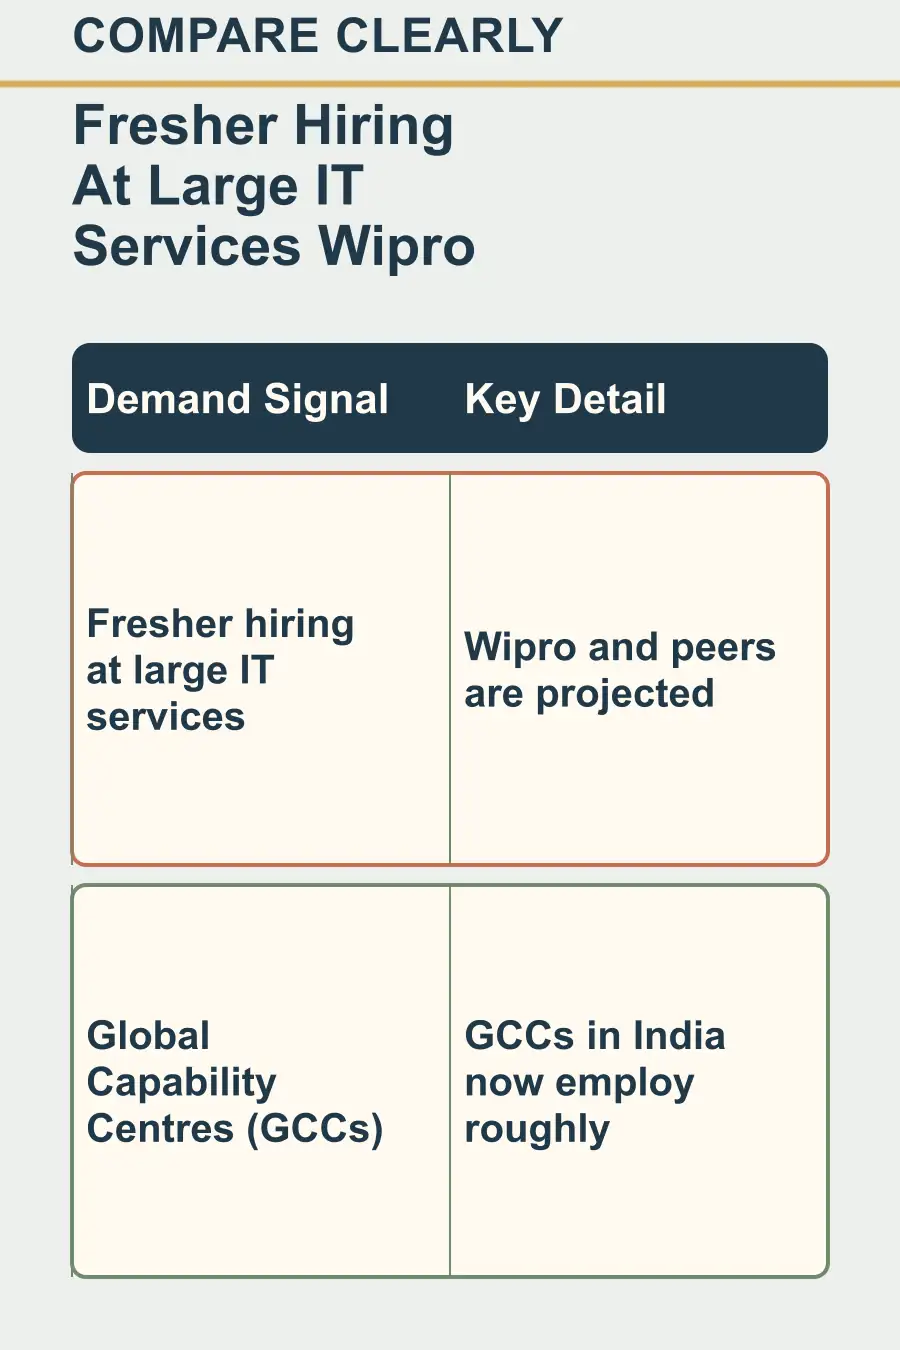 COMPARE CLEARLY
Fresher Hiring
At Large IT
Services Wipro
Demand Signal
Key Detail
Fresher hiring
at large IT
services
Wipro and peers
are projected
Global
Capability
Centres (GCCs)
GCCs in India
now employ
roughly